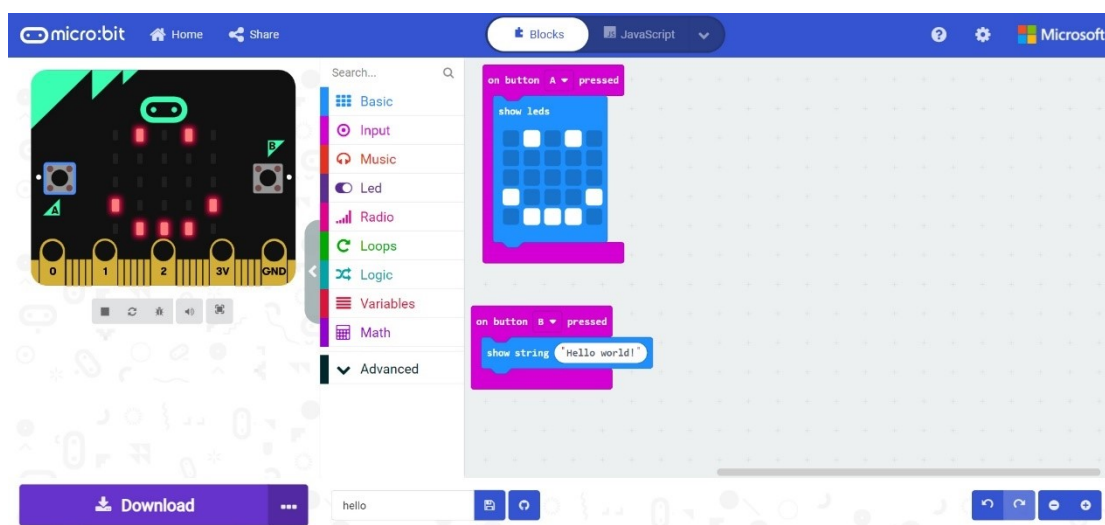 micro:bit Home Share Blocks JavaScript Microsoft
Search...
Basic
Input
Music
Led
Radio
Loops
Logic
Variables
Math
Advanced
B
A
0 1 2 3V GND
on button A pressed
show leds
on button B pressed
show string "Hello world!"
Download
hello